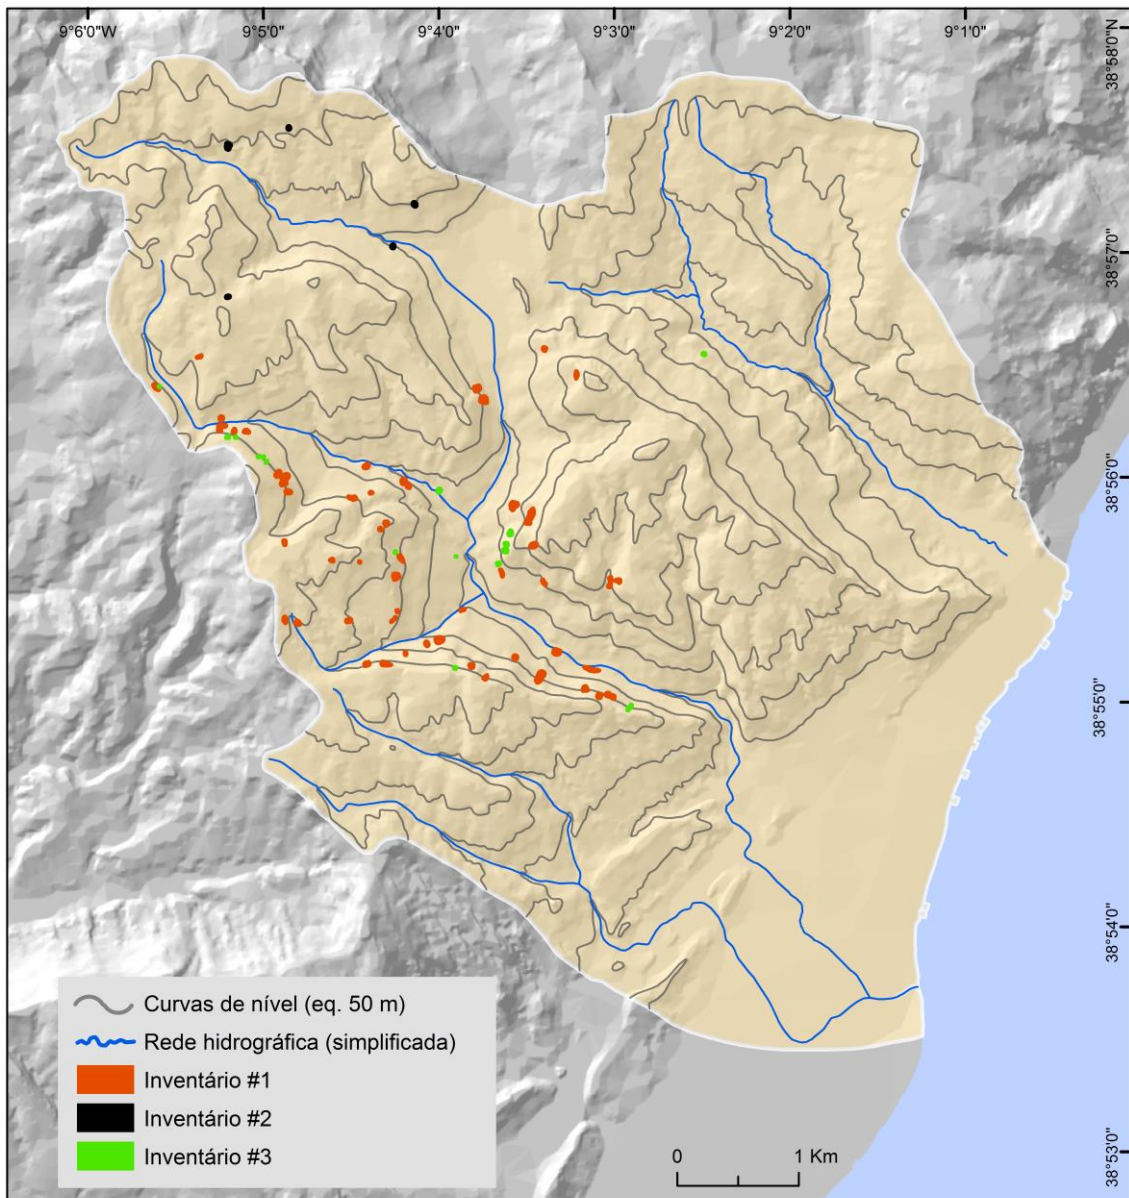 9°6'0"W
9°5'0"
9°4'0"
9°3'0"
9°2'0"
9°1'0"
38°58'0"N
38°57'0"
38°56'0"
38°55'0"
38°54'0"
38°53'0"
Curvas de nível (eq. 50 m)
Rede hidrográfica (simplificada)
Inventário #1
Inventário #2
Inventário #3
0 1 Km